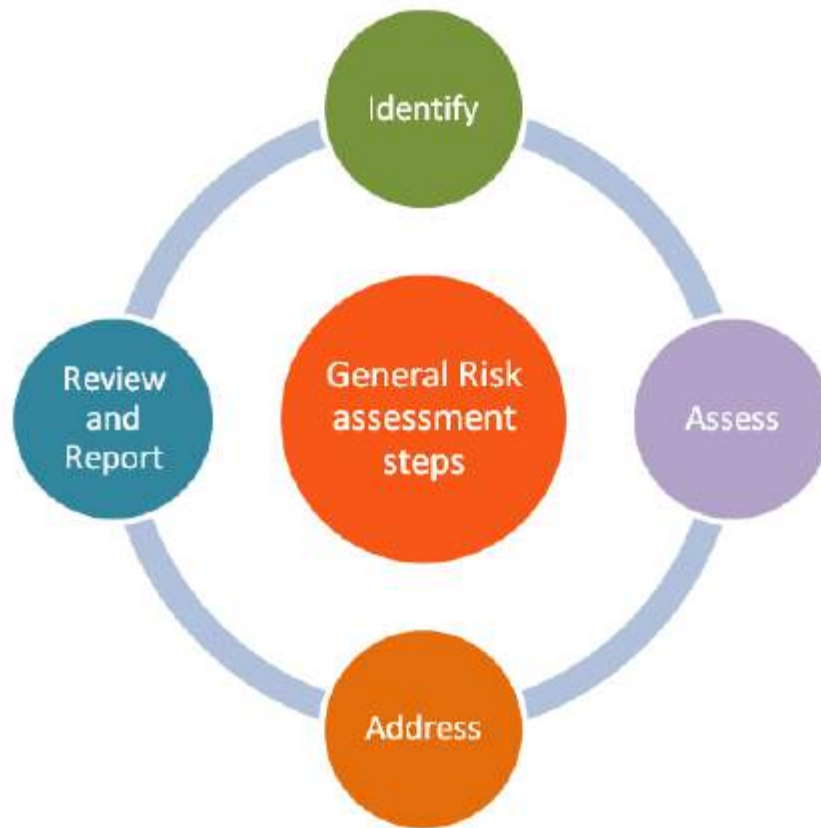 Identify
Review
and
Report
General Risk
assessment
steps
Assess
Address